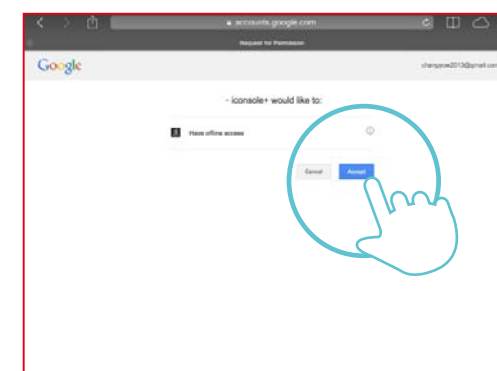 accounts.google.com
Request for Permission
Google
- iconsole+ would like to:
Have offline access
Cancel Accept